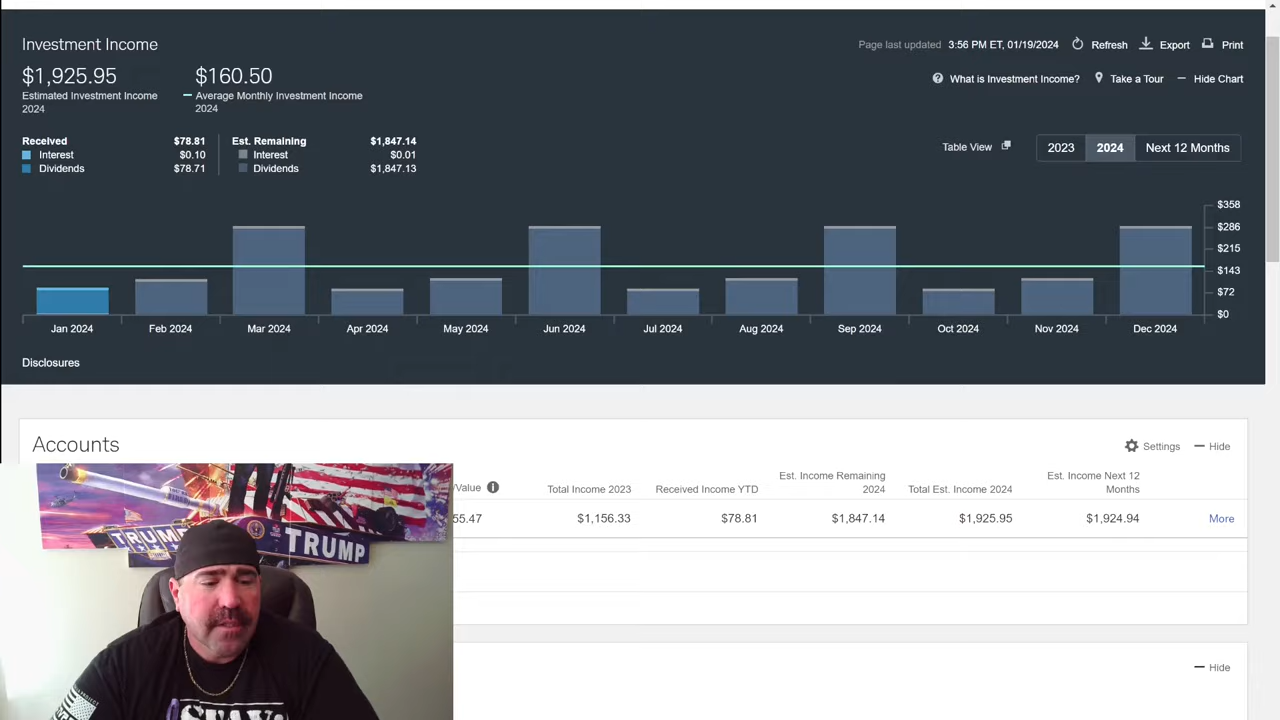 Investment Income
Page last updated 3:56 PM ET, 01/19/2024 Refresh Export Print
$1,925.95 $160.50
Estimated Investment Income 2024
Average Monthly Investment Income 2024
What is Investment Income? Take a Tour Hide Chart
Received $78.81
Interest $0.10
Dividends $78.71
Est. Remaining $1,847.14
Interest $0.01
Dividends $1,847.13
Table View 2023 2024 Next 12 Months
$358
$286
$215
$143
$72
$0
Jan 2024 Feb 2024 Mar 2024 Apr 2024 May 2024 Jun 2024 Jul 2024 Aug 2024 Sep 2024 Oct 2024 Nov 2024 Dec 2024
Disclosures
Accounts
Settings Hide
/Value Total Income 2023 Received Income YTD Est. Income Remaining 2024 Total Est. Income 2024 Est. Income Next 12 Months
55.47 $1,156.33 $78.81 $1,847.14 $1,925.95 $1,924.94 More
Hide
TRUMP
TRUMP